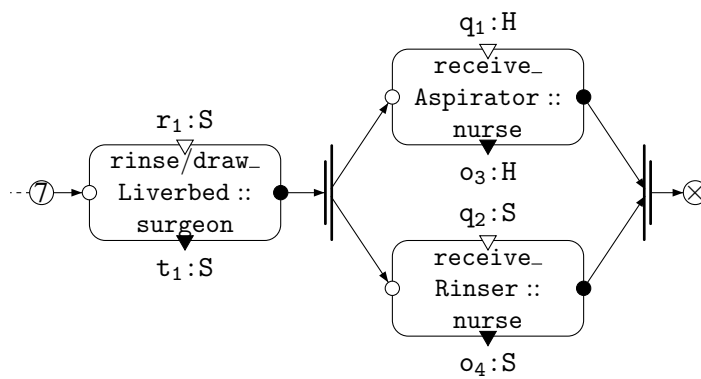 q₁:H
receive_
Aspirator ::
nurse
o₃:H
r₁:S
rinse/draw_
Liverbed ::
surgeon
t₁:S
7
q₂:S
receive_
Rinser ::
nurse
o₄:S